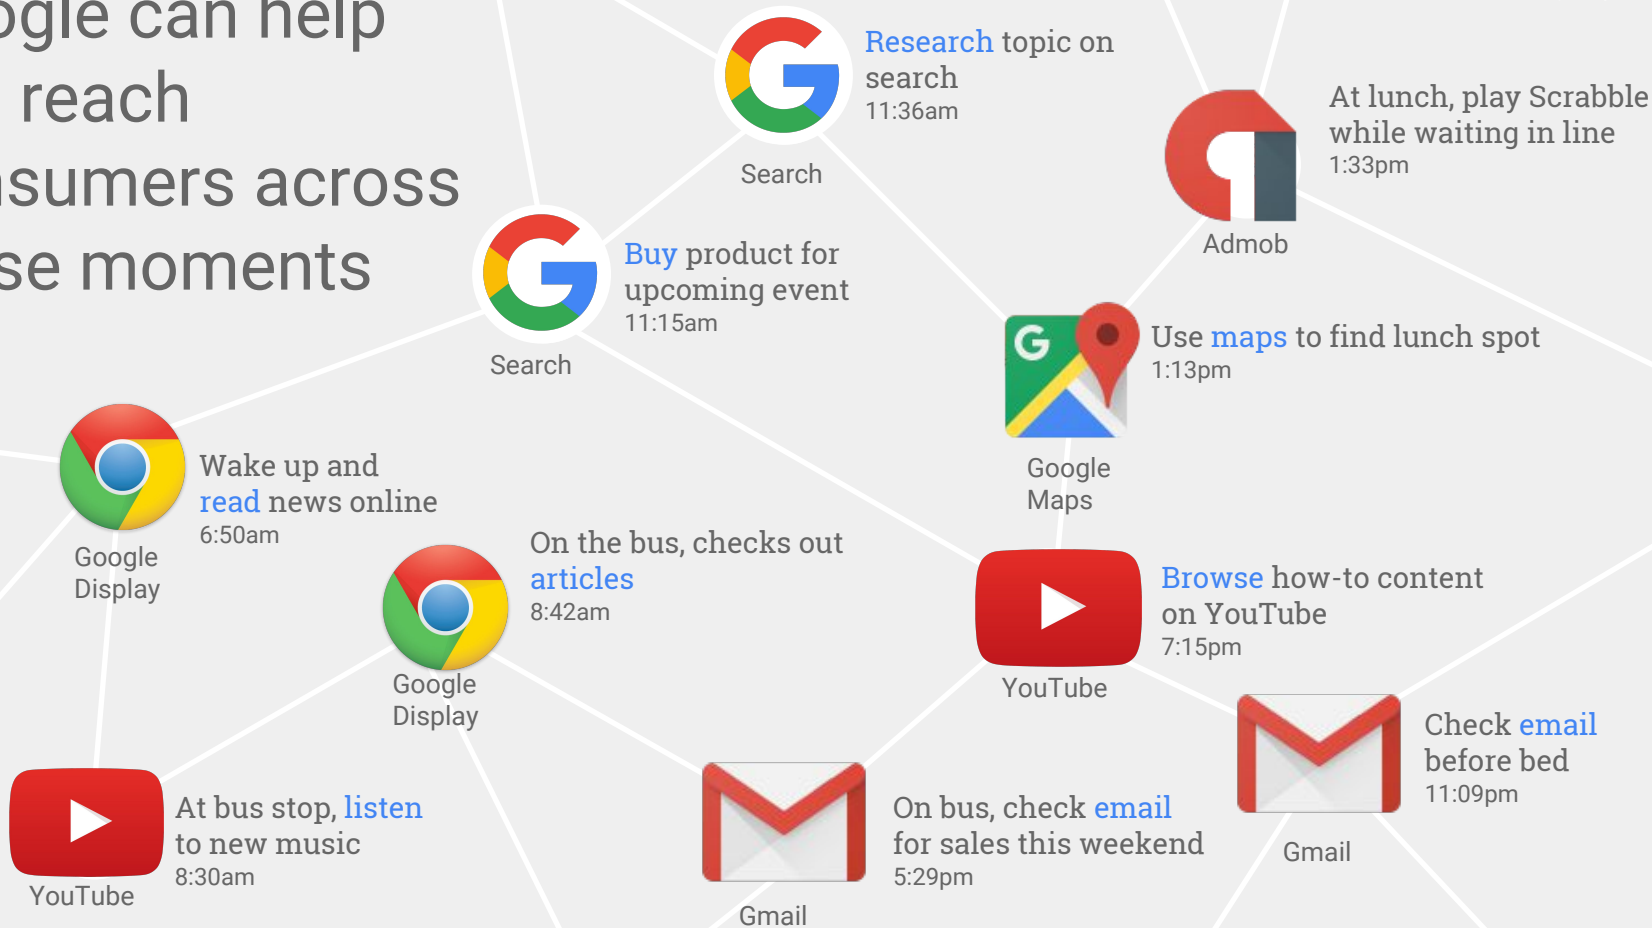 ogle can help
reach
nsumers across
se moments
Research topic on
search
11:36am
Search
At lunch, play Scrabble
while waiting in line
1:33pm
Admob
Buy product for
upcoming event
11:15am
Search
G
Use maps to find lunch spot
1:13pm
Google
Maps
Wake up and
read news online
6:50am
Google
Display
On the bus, checks out
articles
8:42am
Google
Display
Browse how-to content
on YouTube
7:15pm
YouTube
Check email
before bed
11:09pm
Gmail
At bus stop, listen
to new music
8:30am
YouTube
On bus, check email
for sales this weekend
5:29pm
Gmail